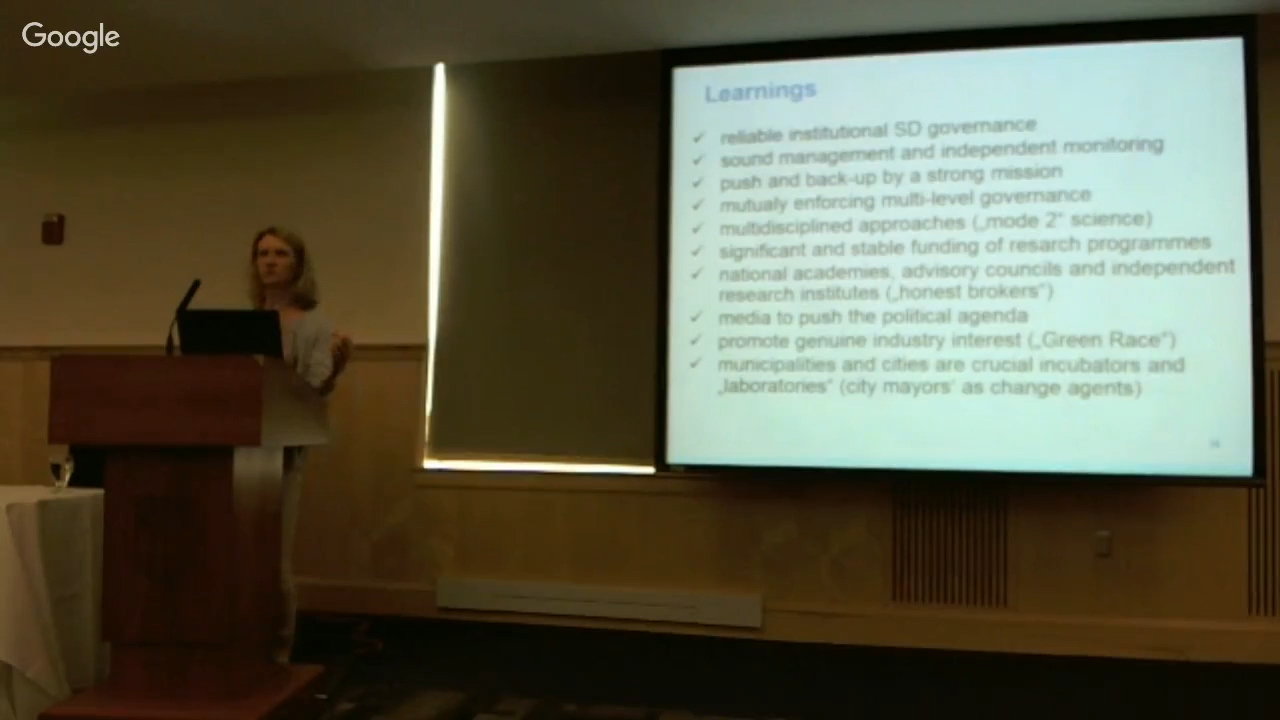 Google
Learnings
✓ reliable institutional SD governance
✓ sound management and independent monitoring
✓ push and back-up by a strong mission
✓ mutualy enforcing multi-level governance
✓ multidisciplined approaches („mode 2“ science)
✓ significant and stable funding of resarch programmes
✓ national academies, advisory councils and independent
research institutes („honest brokers“)
✓ media to push the political agenda
✓ promote genuine industry interest („Green Race“)
✓ municipalities and cities are crucial incubators and
„laboratories“ (city mayors‘ as change agents)